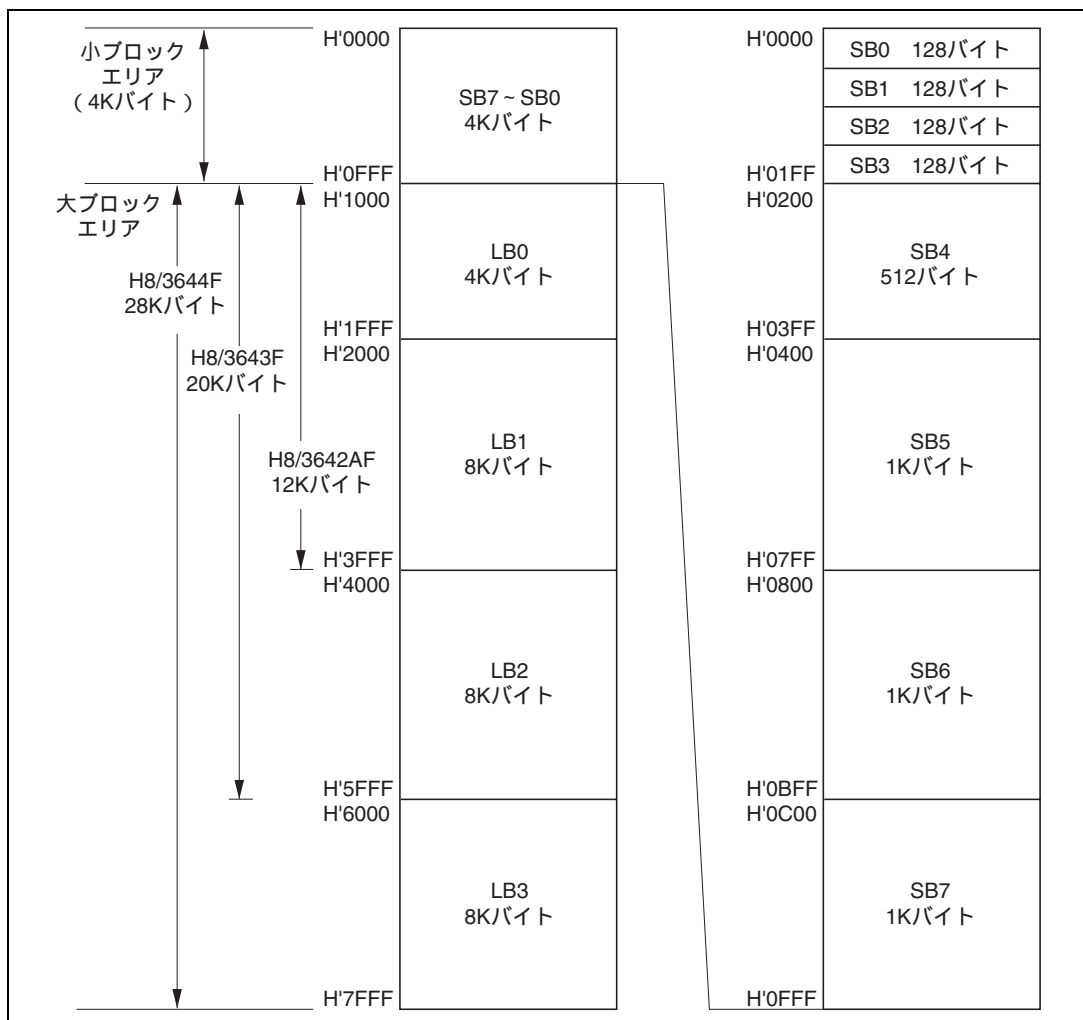 小ブロック
エリア
( 4Kバイト )
大ブロック
エリア
H8/3644F
28Kバイト
H8/3643F
20Kバイト
H8/3642AF
12Kバイト
H'0000
SB7 ~ SB0
4Kバイト
H'0FFF
H'1000
LB0
4Kバイト
H'1FFF
H'2000
LB1
8Kバイト
H'3FFF
H'4000
LB2
8Kバイト
H'5FFF
H'6000
LB3
8Kバイト
H'7FFF
H'0000
SB0 128バイト
SB1 128バイト
SB2 128バイト
SB3 128バイト
H'01FF
H'0200
SB4
512バイト
H'03FF
H'0400
SB5
1Kバイト
H'07FF
H'0800
SB6
1Kバイト
H'0BFF
H'0C00
SB7
1Kバイト
H'0FFF